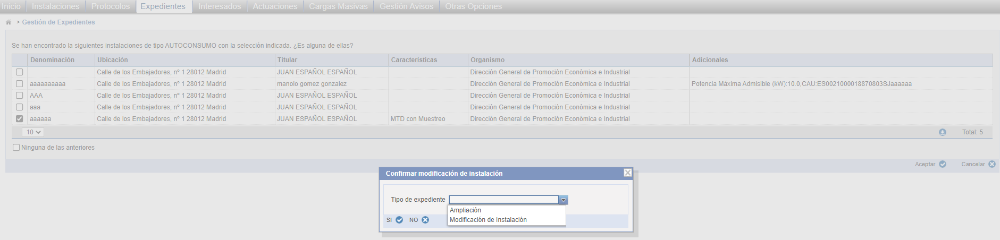 Inicio Instalaciones Protocolos Expedientes Interesados Actuaciones Cargas Masivas Gestión Avisos Otras Opciones
> Gestión de Expedientes
Se han encontrado la siguientes instalaciones de tipo AUTOCONSUMO con la selección indicada. ¿Es alguna de ellas?
Denominación Ubicación Titular Características Organismo Adicionales
Calle de los Embajadores, nº 1 28012 Madrid JUAN ESPAÑOL ESPAÑOL Dirección General de Promoción Económica e Industrial
aaaaaaaaaa Calle de los Embajadores, nº 1 28012 Madrid manolo gomez gonzalez Dirección General de Promoción Económica e Industrial Potencia Máxima Admisible (kW):10.0,CAU:ES0021000018870803SJaaaaaa
AAA Calle de los Embajadores, nº 1 28012 Madrid JUAN ESPAÑOL ESPAÑOL Dirección General de Promoción Económica e Industrial
aaa Calle de los Embajadores, nº 1 28012 Madrid JUAN ESPAÑOL ESPAÑOL Dirección General de Promoción Económica e Industrial
aaaaaa Calle de los Embajadores, nº 1 28012 Madrid JUAN ESPAÑOL ESPAÑOL MTD con Muestreo Dirección General de Promoción Económica e Industrial
10 Total: 5
Ninguna de las anteriores
Aceptar Cancelar
Confirmar modificación de instalación
Tipo de expediente
Ampliación
Modificación de Instalación
SI NO